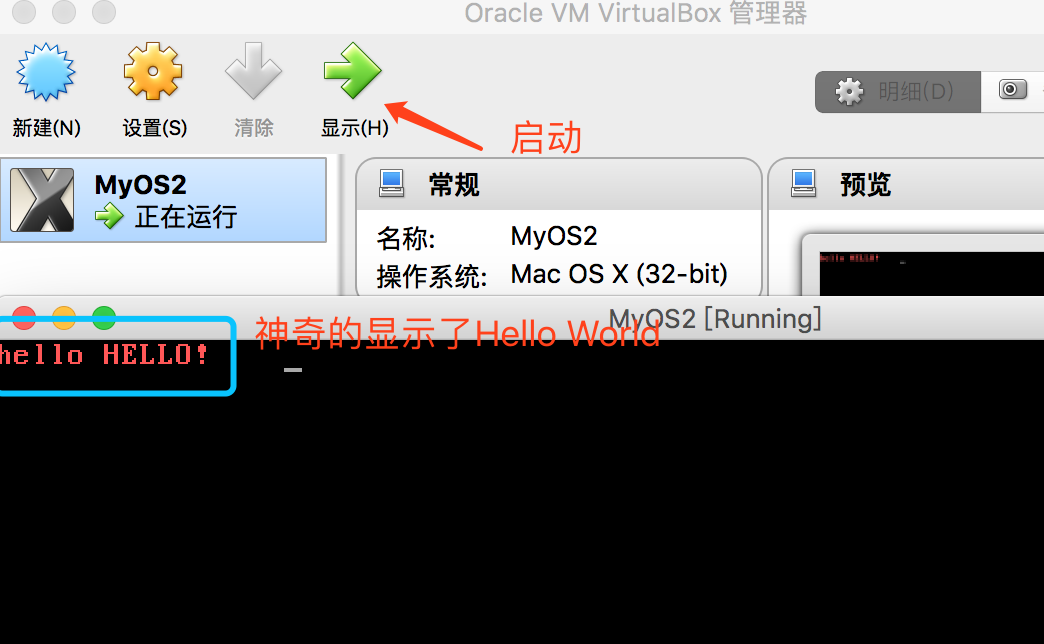 Oracle VM VirtualBox 管理器
新建(N) 设置(S) 清除 显示(H)
启动
明细(D)
MyOS2
正在运行
常规
名称: MyOS2
操作系统: Mac OS X (32-bit)
预览
hello HELLO!
MyOS2 [Running]
神奇的显示了Hello World
hello HELLO!